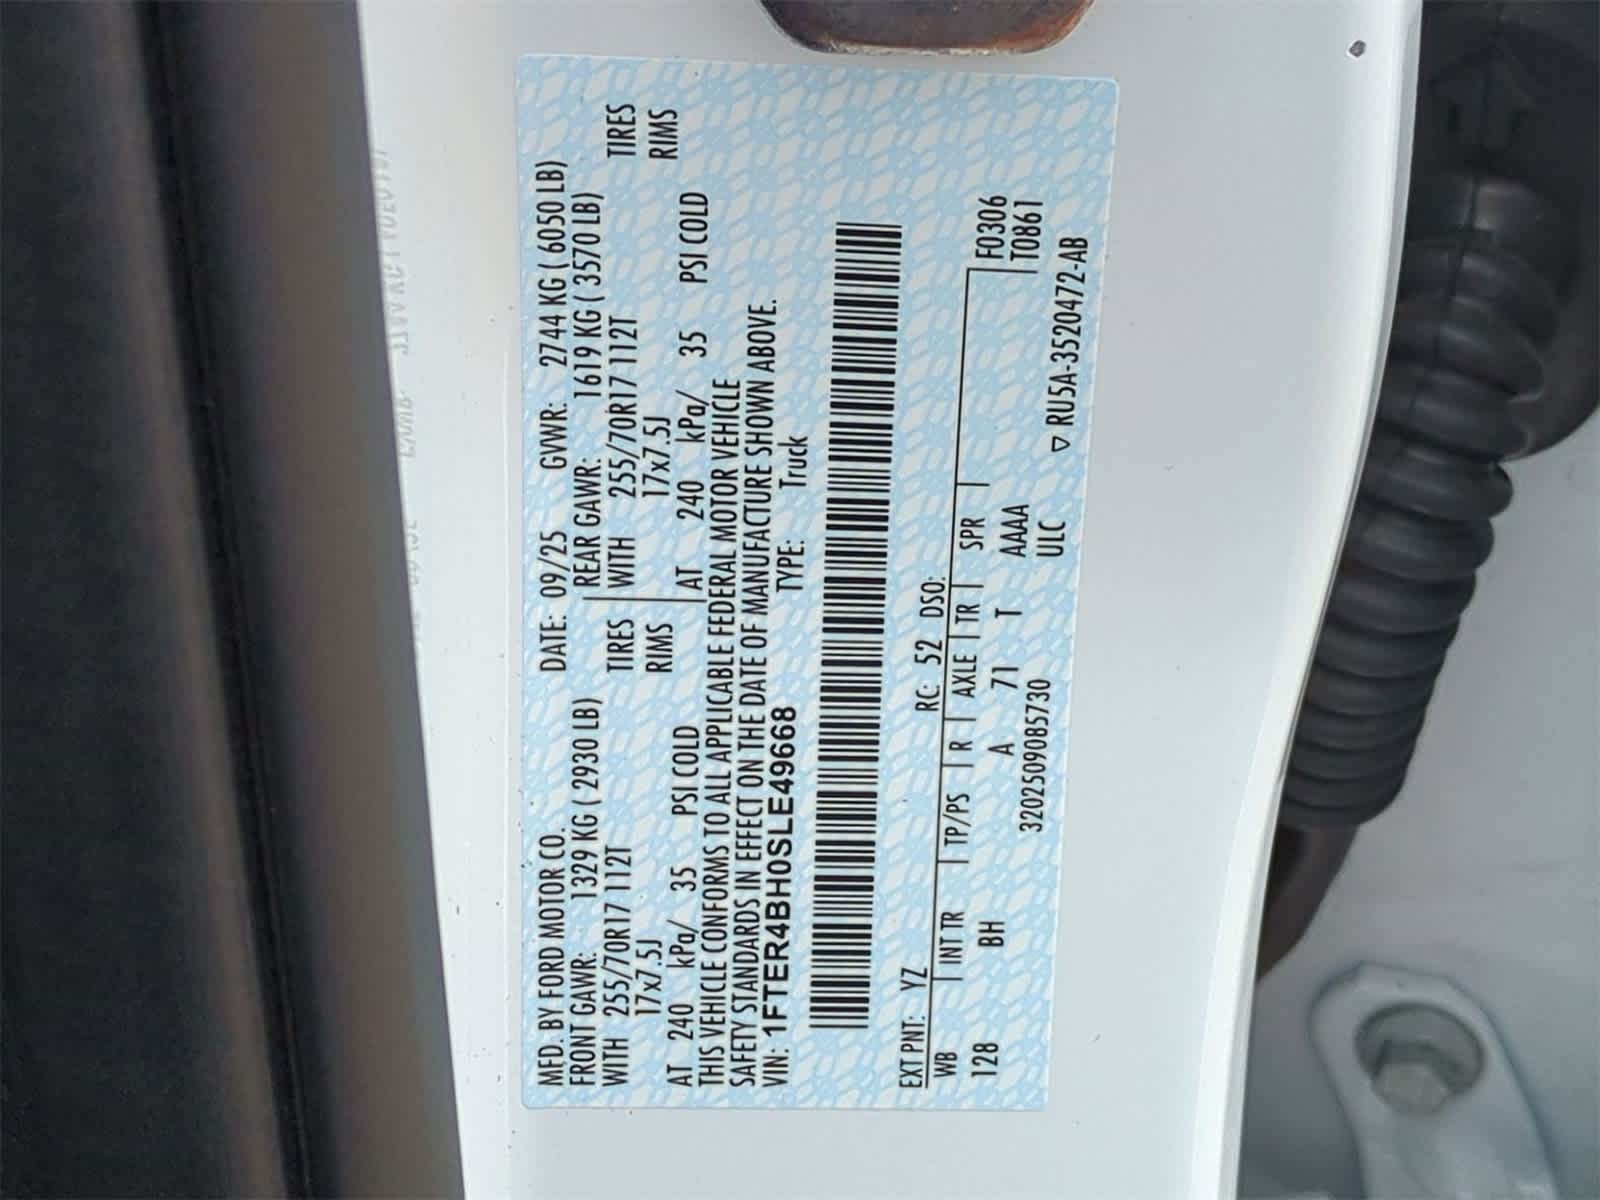 MFD. BY FORD MOTOR CO. DATE: 09/25 GVWR: 2744 KG ( 6050 LB)
FRONT GAWR: 1329 KG ( 2930 LB) REAR GAWR: 1619 KG ( 3570 LB)
WITH 255/70R17 112T TIRES WITH 255/70R17 112T TIRES
17x7.5J RIMS 17x7.5J RIMS
AT 240 kPa/ 35 PSI COLD AT 240 kPa/ 35 PSI COLD
THIS VEHICLE CONFORMS TO ALL APPLICABLE FEDERAL MOTOR VEHICLE
SAFETY STANDARDS IN EFFECT ON THE DATE OF MANUFACTURE SHOWN ABOVE.
VIN: 1FTER4BH0SLE49668 TYPE: Truck
EXT PNT: YZ RC: 52 DSO:
WB INT TR TP/PS R AXLE TR SPR F0306
128 BH A 71 T AAAA T0861
3202509085730 ULC
▽ RU5A-3520472-AB